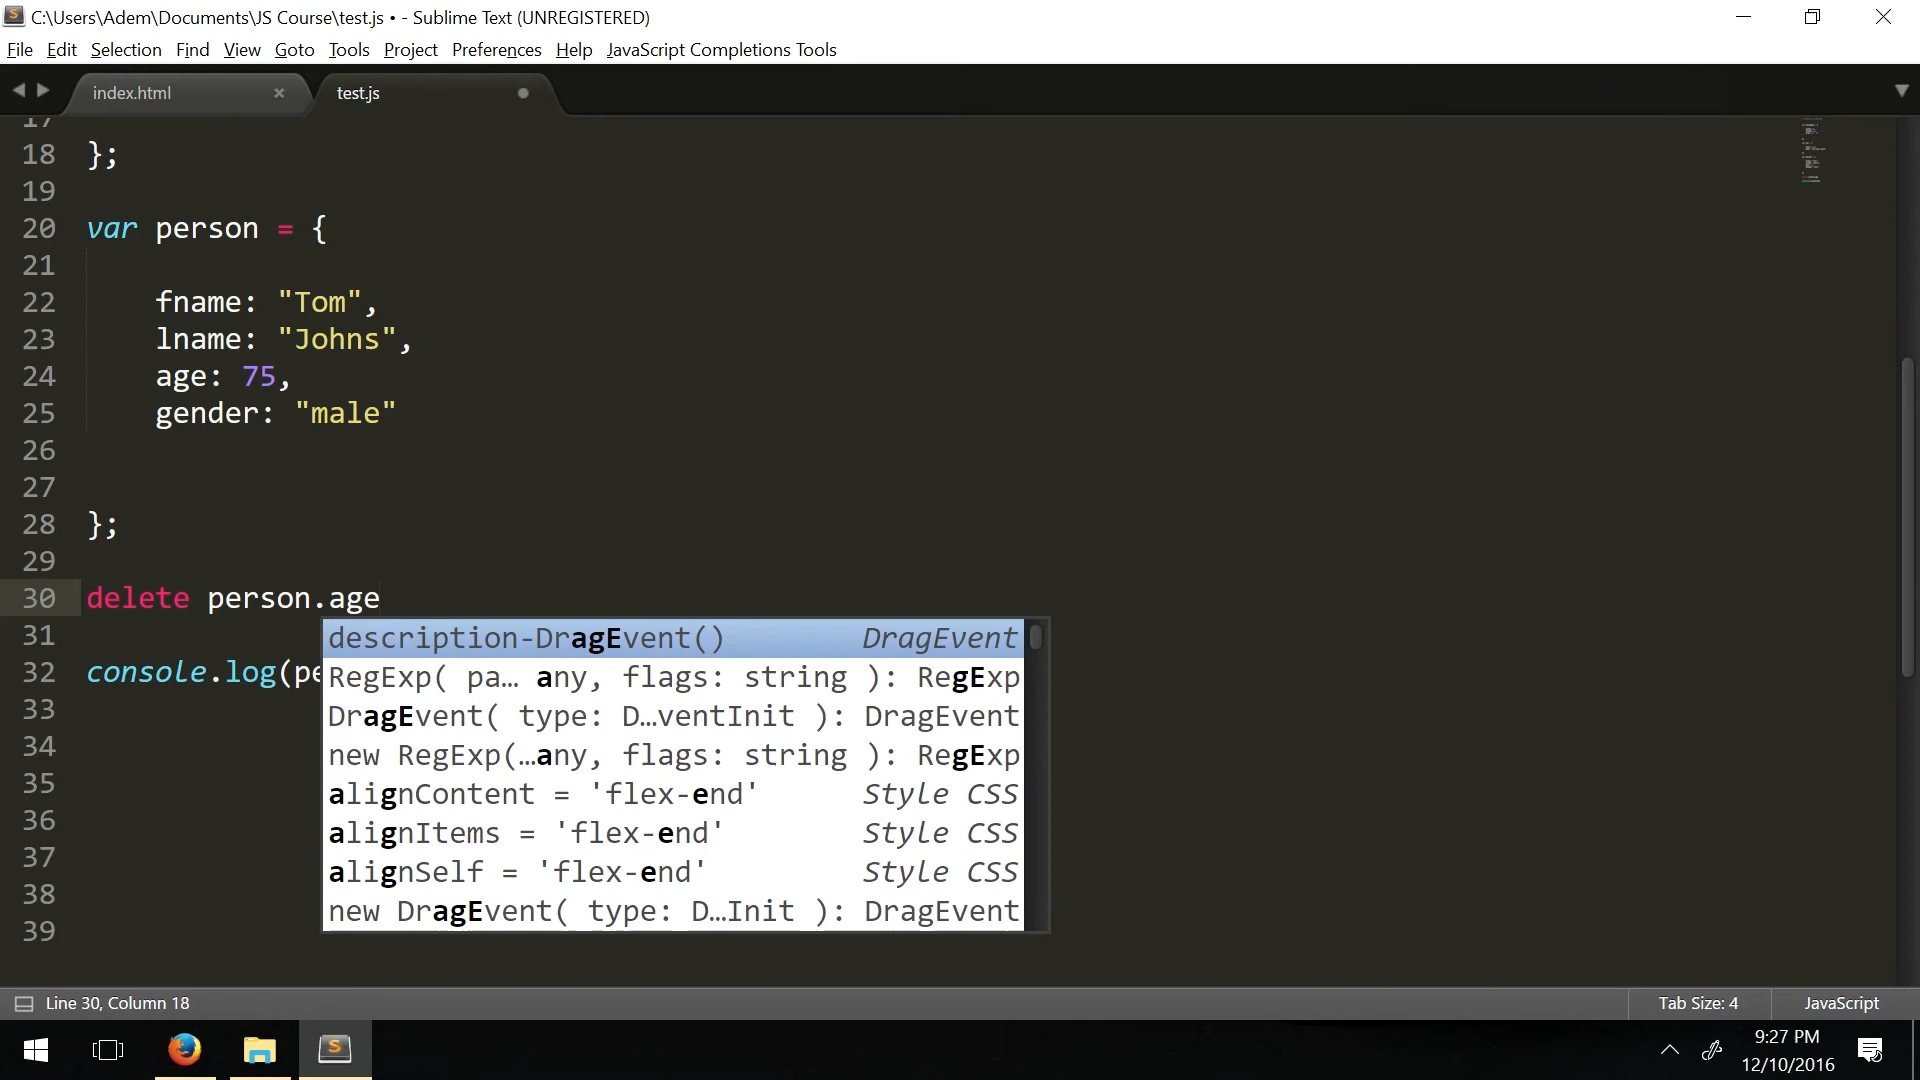 C:\Users\Adem\Documents\JS Course\test.js • - Sublime Text (UNREGISTERED)
File Edit Selection Find View Goto Tools Project Preferences Help JavaScript Completions Tools
index.html × test.js
17
18 };
19
20 var person = {
21
22 fname: "Tom",
23 lname: "Johns",
24 age: 75,
25 gender: "male"
26
27
28 };
29
30 delete person.age
31
description-DragEvent() DragEvent
32 console.log(pe
RegExp( pa… any, flags: string ): RegExp
33
DragEvent( type: D…ventInit ): DragEvent
34
new RegExp(…any, flags: string ): RegExp
35
alignContent = 'flex-end' Style CSS
36
alignItems = 'flex-end' Style CSS
37
alignSelf = 'flex-end' Style CSS
38
new DragEvent( type: D…Init ): DragEvent
39
Line 30, Column 18 Tab Size: 4 JavaScript
9:27 PM
12/10/2016